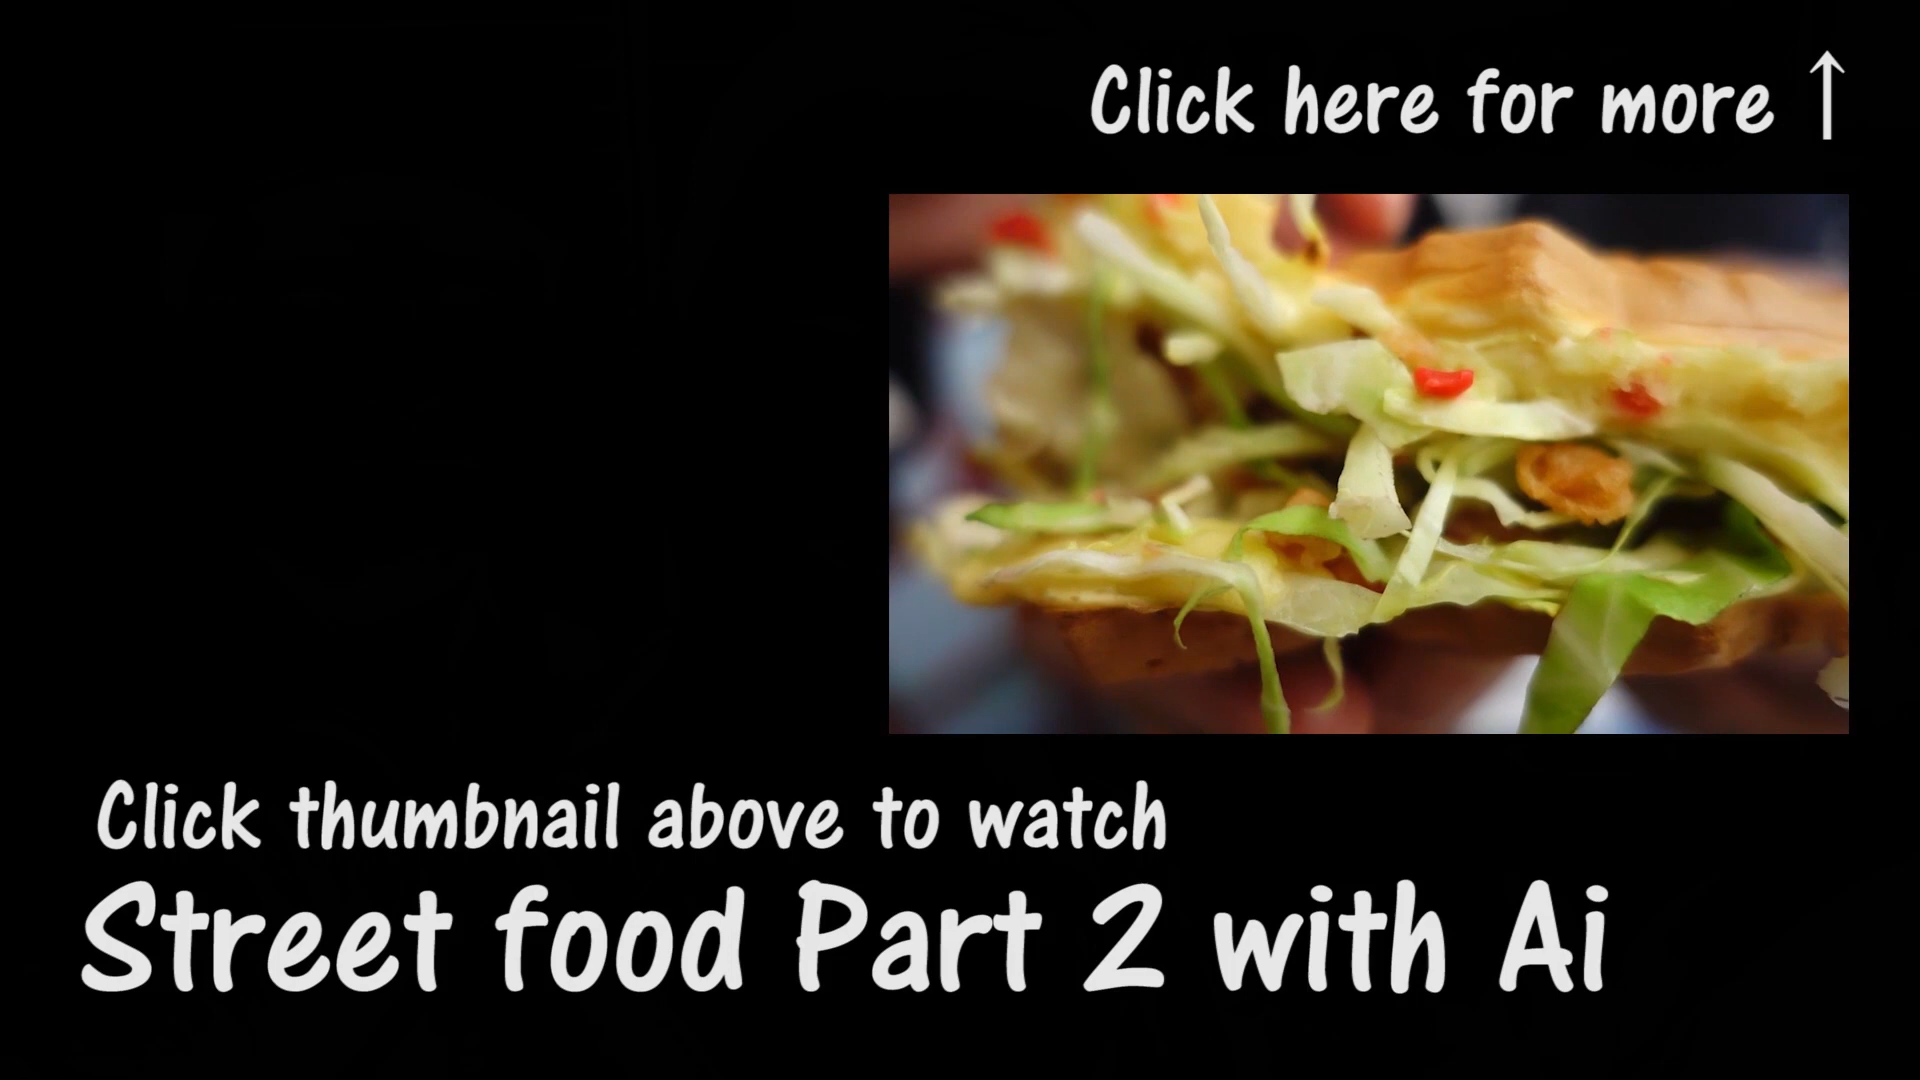 Click here for more ↑
Click thumbnail above to watch
Street food Part 2 with Ai